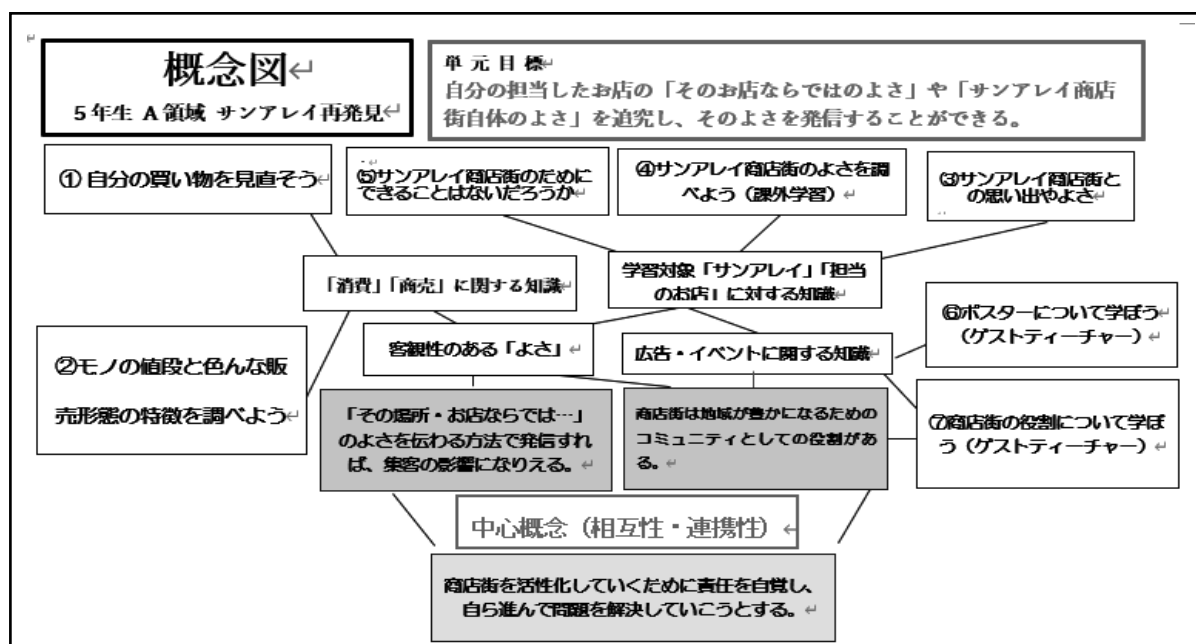 概念図
5年生 A領域 サンアレイ再発見
単元目標
自分の担当したお店の「そのお店ならではのよさ」や「サンアレイ商店
街自体のよさ」を追究し、そのよさを発信することができる。
①自分の買い物を見直そう
⑤サンアレイ商店街のために
できることはないだろうか
④サンアレイ商店街のよさを調
べよう（課外学習）
③サンアレイ商店街と
の思い出やよさ
「消費」「商売」に関する知識
学習対象「サンアレイ」「担当
のお店」に対する知識
⑥ポスターについて学ぼう
（ゲストティーチャー）
客観性のある「よさ」
広告・イベントに関する知識
②モノの値段と色んな販
売形態の特徴を調べよう
「その場所・お店ならでは…」
のよさを伝わる方法で発信すれ
ば、集客の影響になりえる。
商店街は地域が豊かになるための
コミュニティとしての役割があ
る。
⑦商店街の役割について学ぼ
う（ゲストティーチャー）
中心概念（相互性・連携性）
商店街を活性化していくために責任を自覚し、
自ら進んで問題を解決していこうとする。